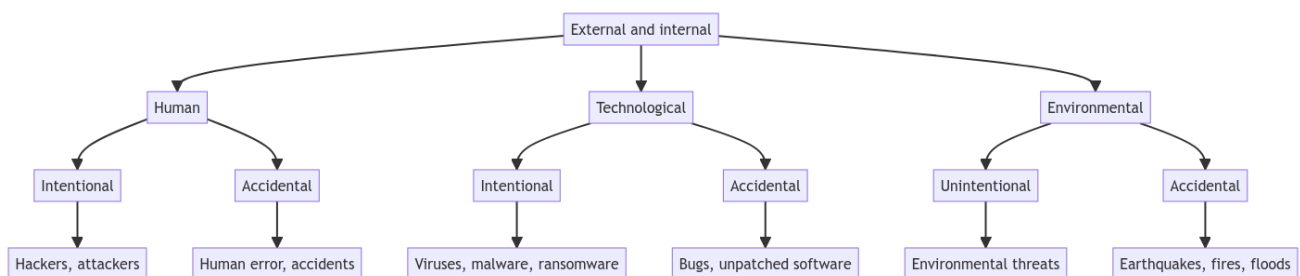 External and internal
Human
Technological
Environmental
Intentional
Accidental
Intentional
Accidental
Unintentional
Accidental
Hackers, attackers
Human error, accidents
Viruses, malware, ransomware
Bugs, unpatched software
Environmental threats
Earthquakes, fires, floods